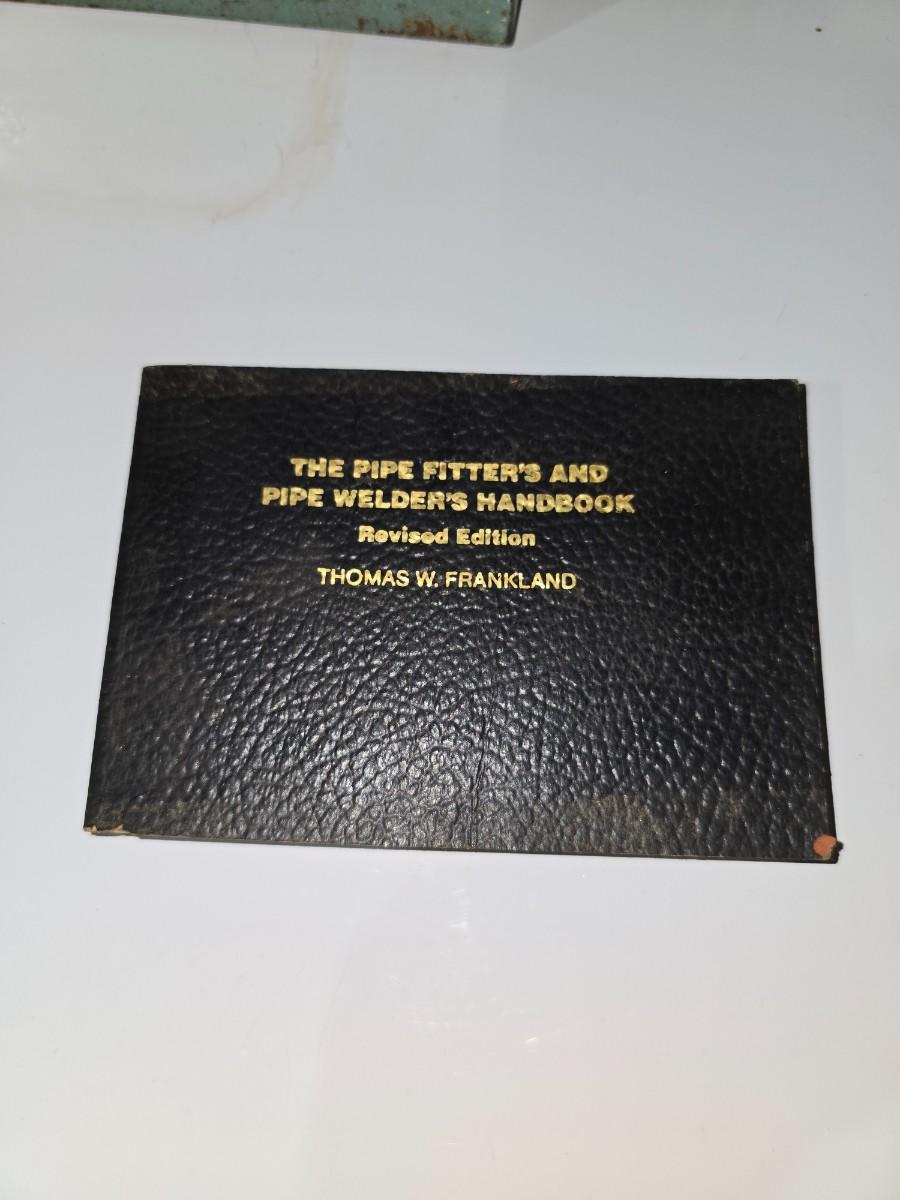 THE PIPE FITTER'S AND
PIPE WELDER'S HANDBOOK
Revised Edition
THOMAS W. FRANKLAND